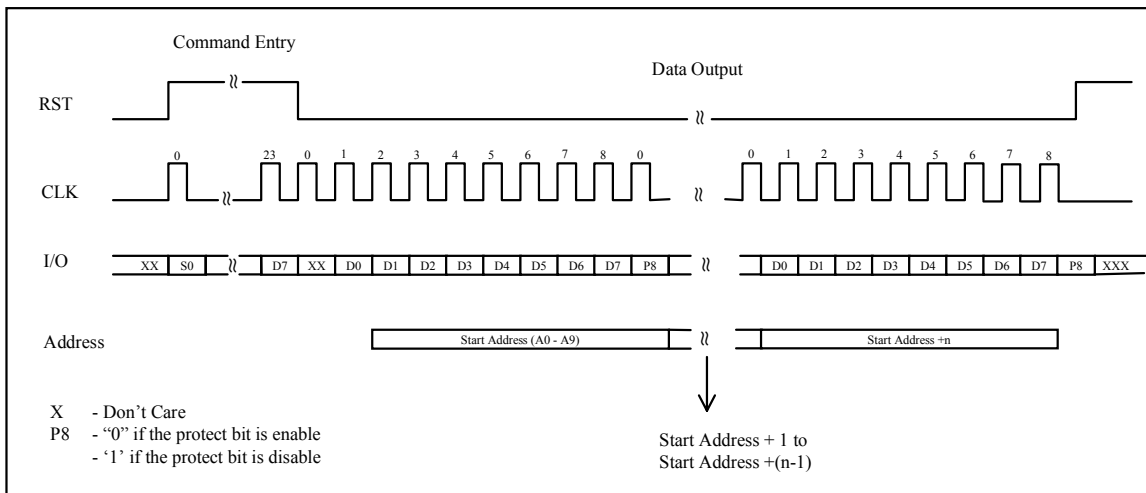 Command Entry
Data Output
RST
0 23 0 1 2 3 4 5 6 7 8 0 0 1 2 3 4 5 6 7 8
CLK
I/O XX S0 D7 XX D0 D1 D2 D3 D4 D5 D6 D7 P8 D0 D1 D2 D3 D4 D5 D6 D7 P8 XXX
Address Start Address (A0 - A9) Start Address +n
X - Don't Care
P8 - “0” if the protect bit is enable
- ‘1’ if the protect bit is disable
Start Address + 1 to
Start Address +(n-1)